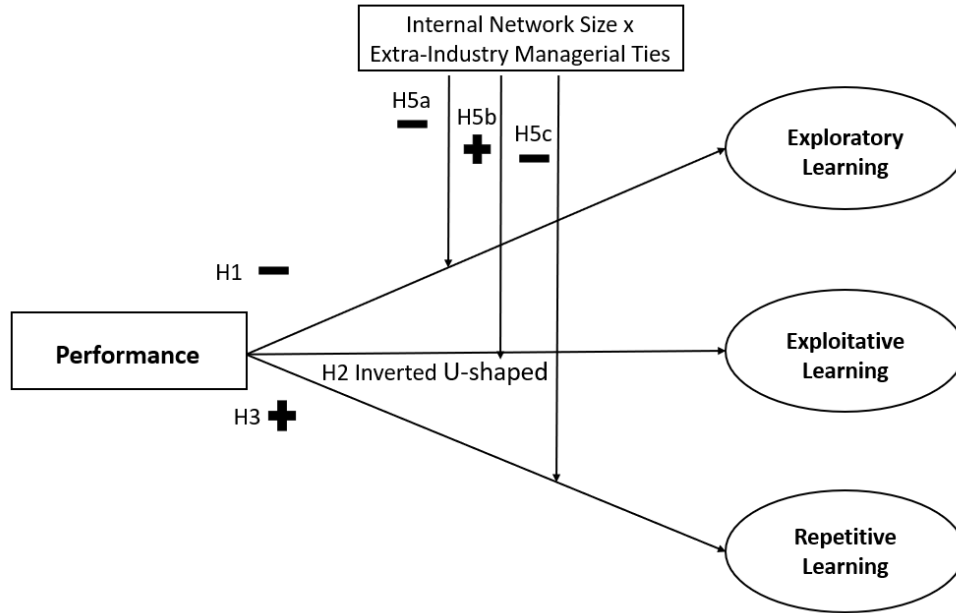 Internal Network Size x
Extra-Industry Managerial Ties
H5a
H5b
H5c
Exploratory
Learning
H1
Performance
Exploitative
Learning
H2 Inverted U-shaped
H3
Repetitive
Learning